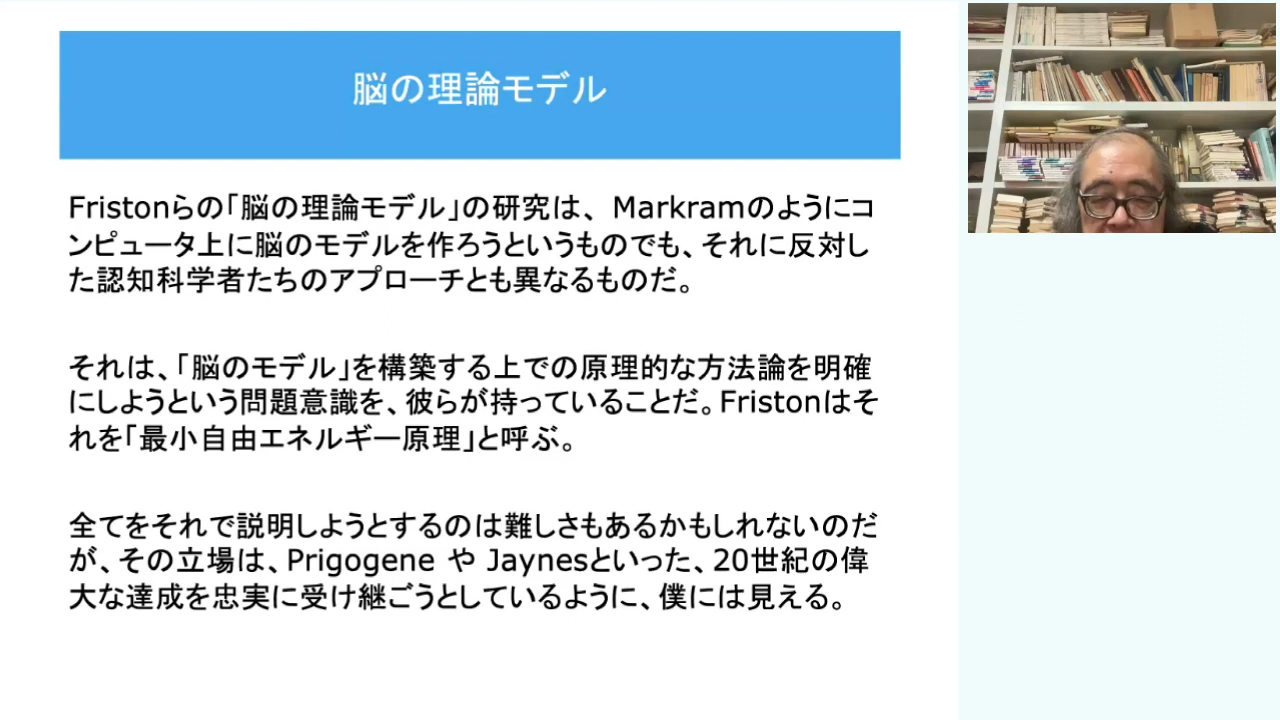 脳の理論モデル
Fristonらの「脳の理論モデル」の研究は、 Markramのようにコ
ンピュータ上に脳のモデルを作ろうというものでも、それに反対し
た認知科学者たちのアプローチとも異なるものだ。
それは、「脳のモデル」を構築する上での原理的な方法論を明確
にしようという問題意識を、彼らが持っていることだ。Fristonはそ
れを「最小自由エネルギー原理」と呼ぶ。
全てをそれで説明しようとするのは難しさもあるかもしれないのだ
が、その立場は、Prigogene や Jaynesといった、20世紀の偉
大な達成を忠実に受け継ごうとしているように、僕には見える。